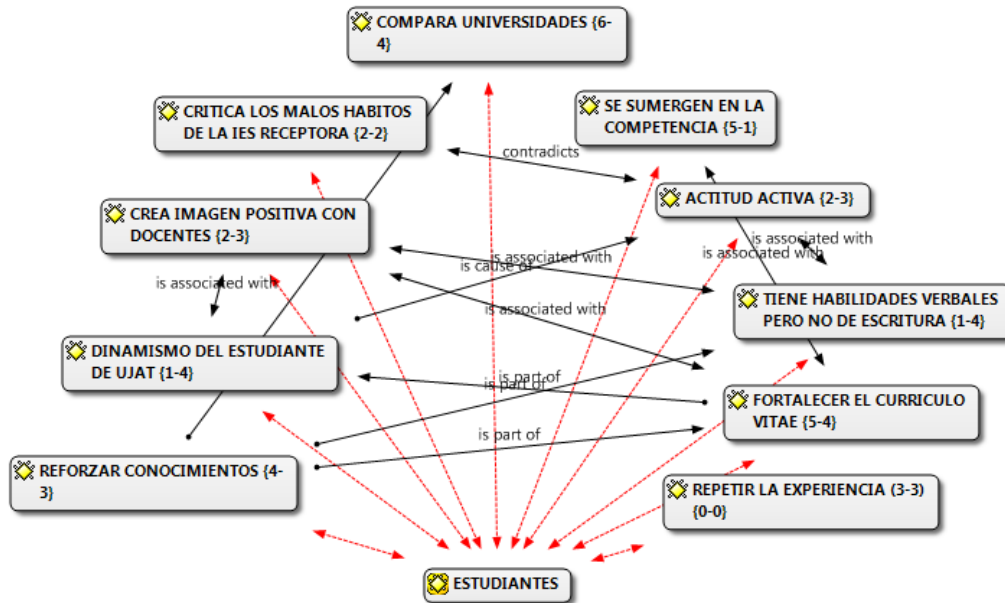 COMPARA UNIVERSIDADES {6-
4}
CRITICA LOS MALOS HABITOS
DE LA IES RECEPTORA {2-2}
SE SUMERGEN EN LA
COMPETENCIA {5-1}
contradicts
ACTITUD ACTIVA {2-3}
CREA IMAGEN POSITIVA CON
DOCENTES {2-3}
is associated with
is associated with
is associated with
is cause of
is associated with
is associated with
TIENE HABILIDADES VERBALES
PERO NO DE ESCRITURA {1-4}
DINAMISMO DEL ESTUDIANTE
DE UJAT {1-4}
is part of
is part of
FORTALECER EL CURRICULO
VITAE {5-4}
is part of
REFORZAR CONOCIMIENTOS {4-
3}
REPETIR LA EXPERIENCIA (3-3)
{0-0}
ESTUDIANTES